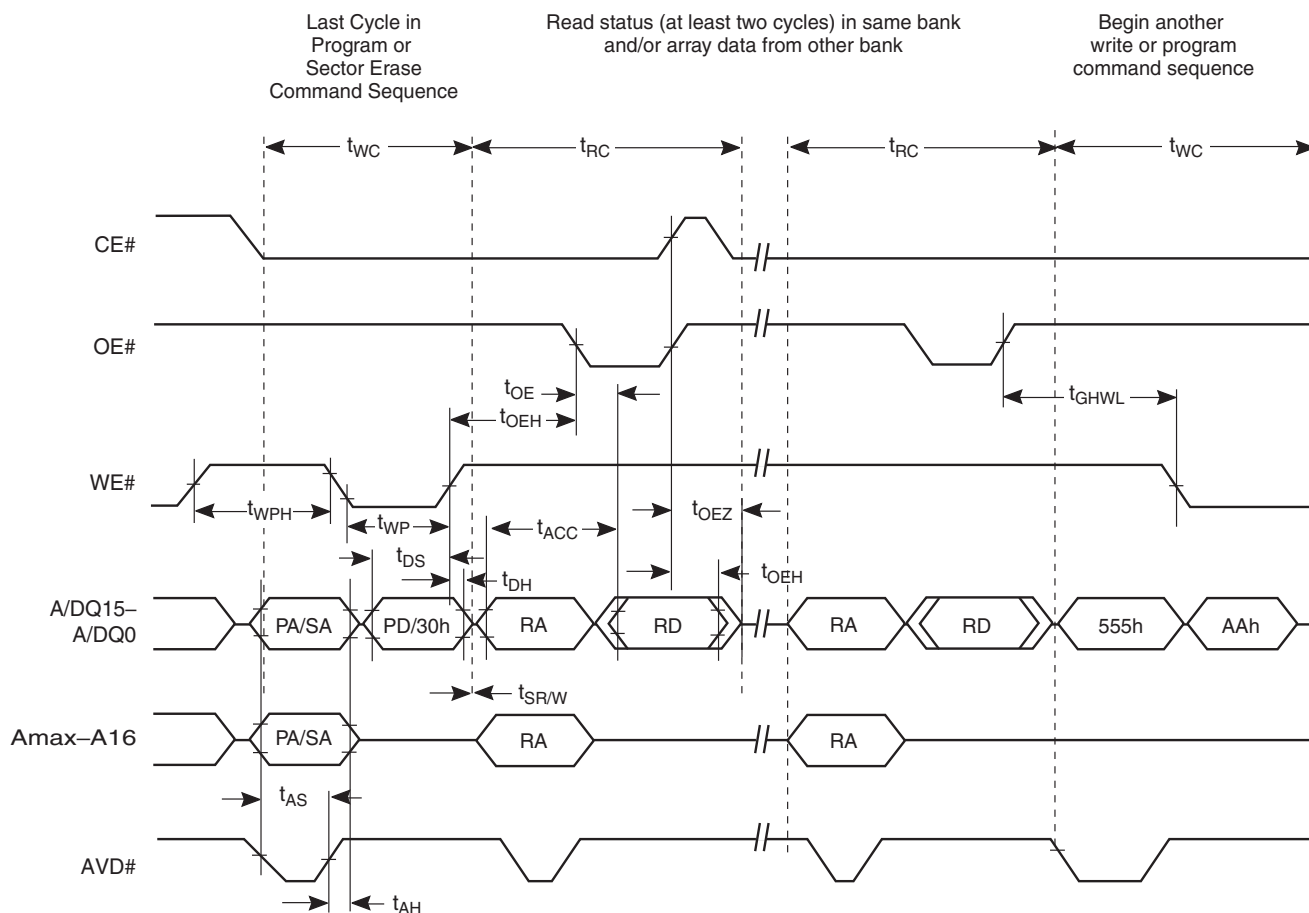 Last Cycle in
Program or
Sector Erase
Command Sequence
Read status (at least two cycles) in same bank
and/or array data from other bank
Begin another
write or program
command sequence
tWC
tRC
tRC
tWC
CE#
OE#
tOE
tOEH
tGHWL
WE#
tWPH
tWP
tOEZ
tACC
tDS
tOEH
tDH
A/DQ15–
A/DQ0
PA/SA
PD/30h
RA
RD
RA
RD
555h
AAh
tSR/W
Amax–A16
PA/SA
RA
RA
tAS
AVD#
tAH